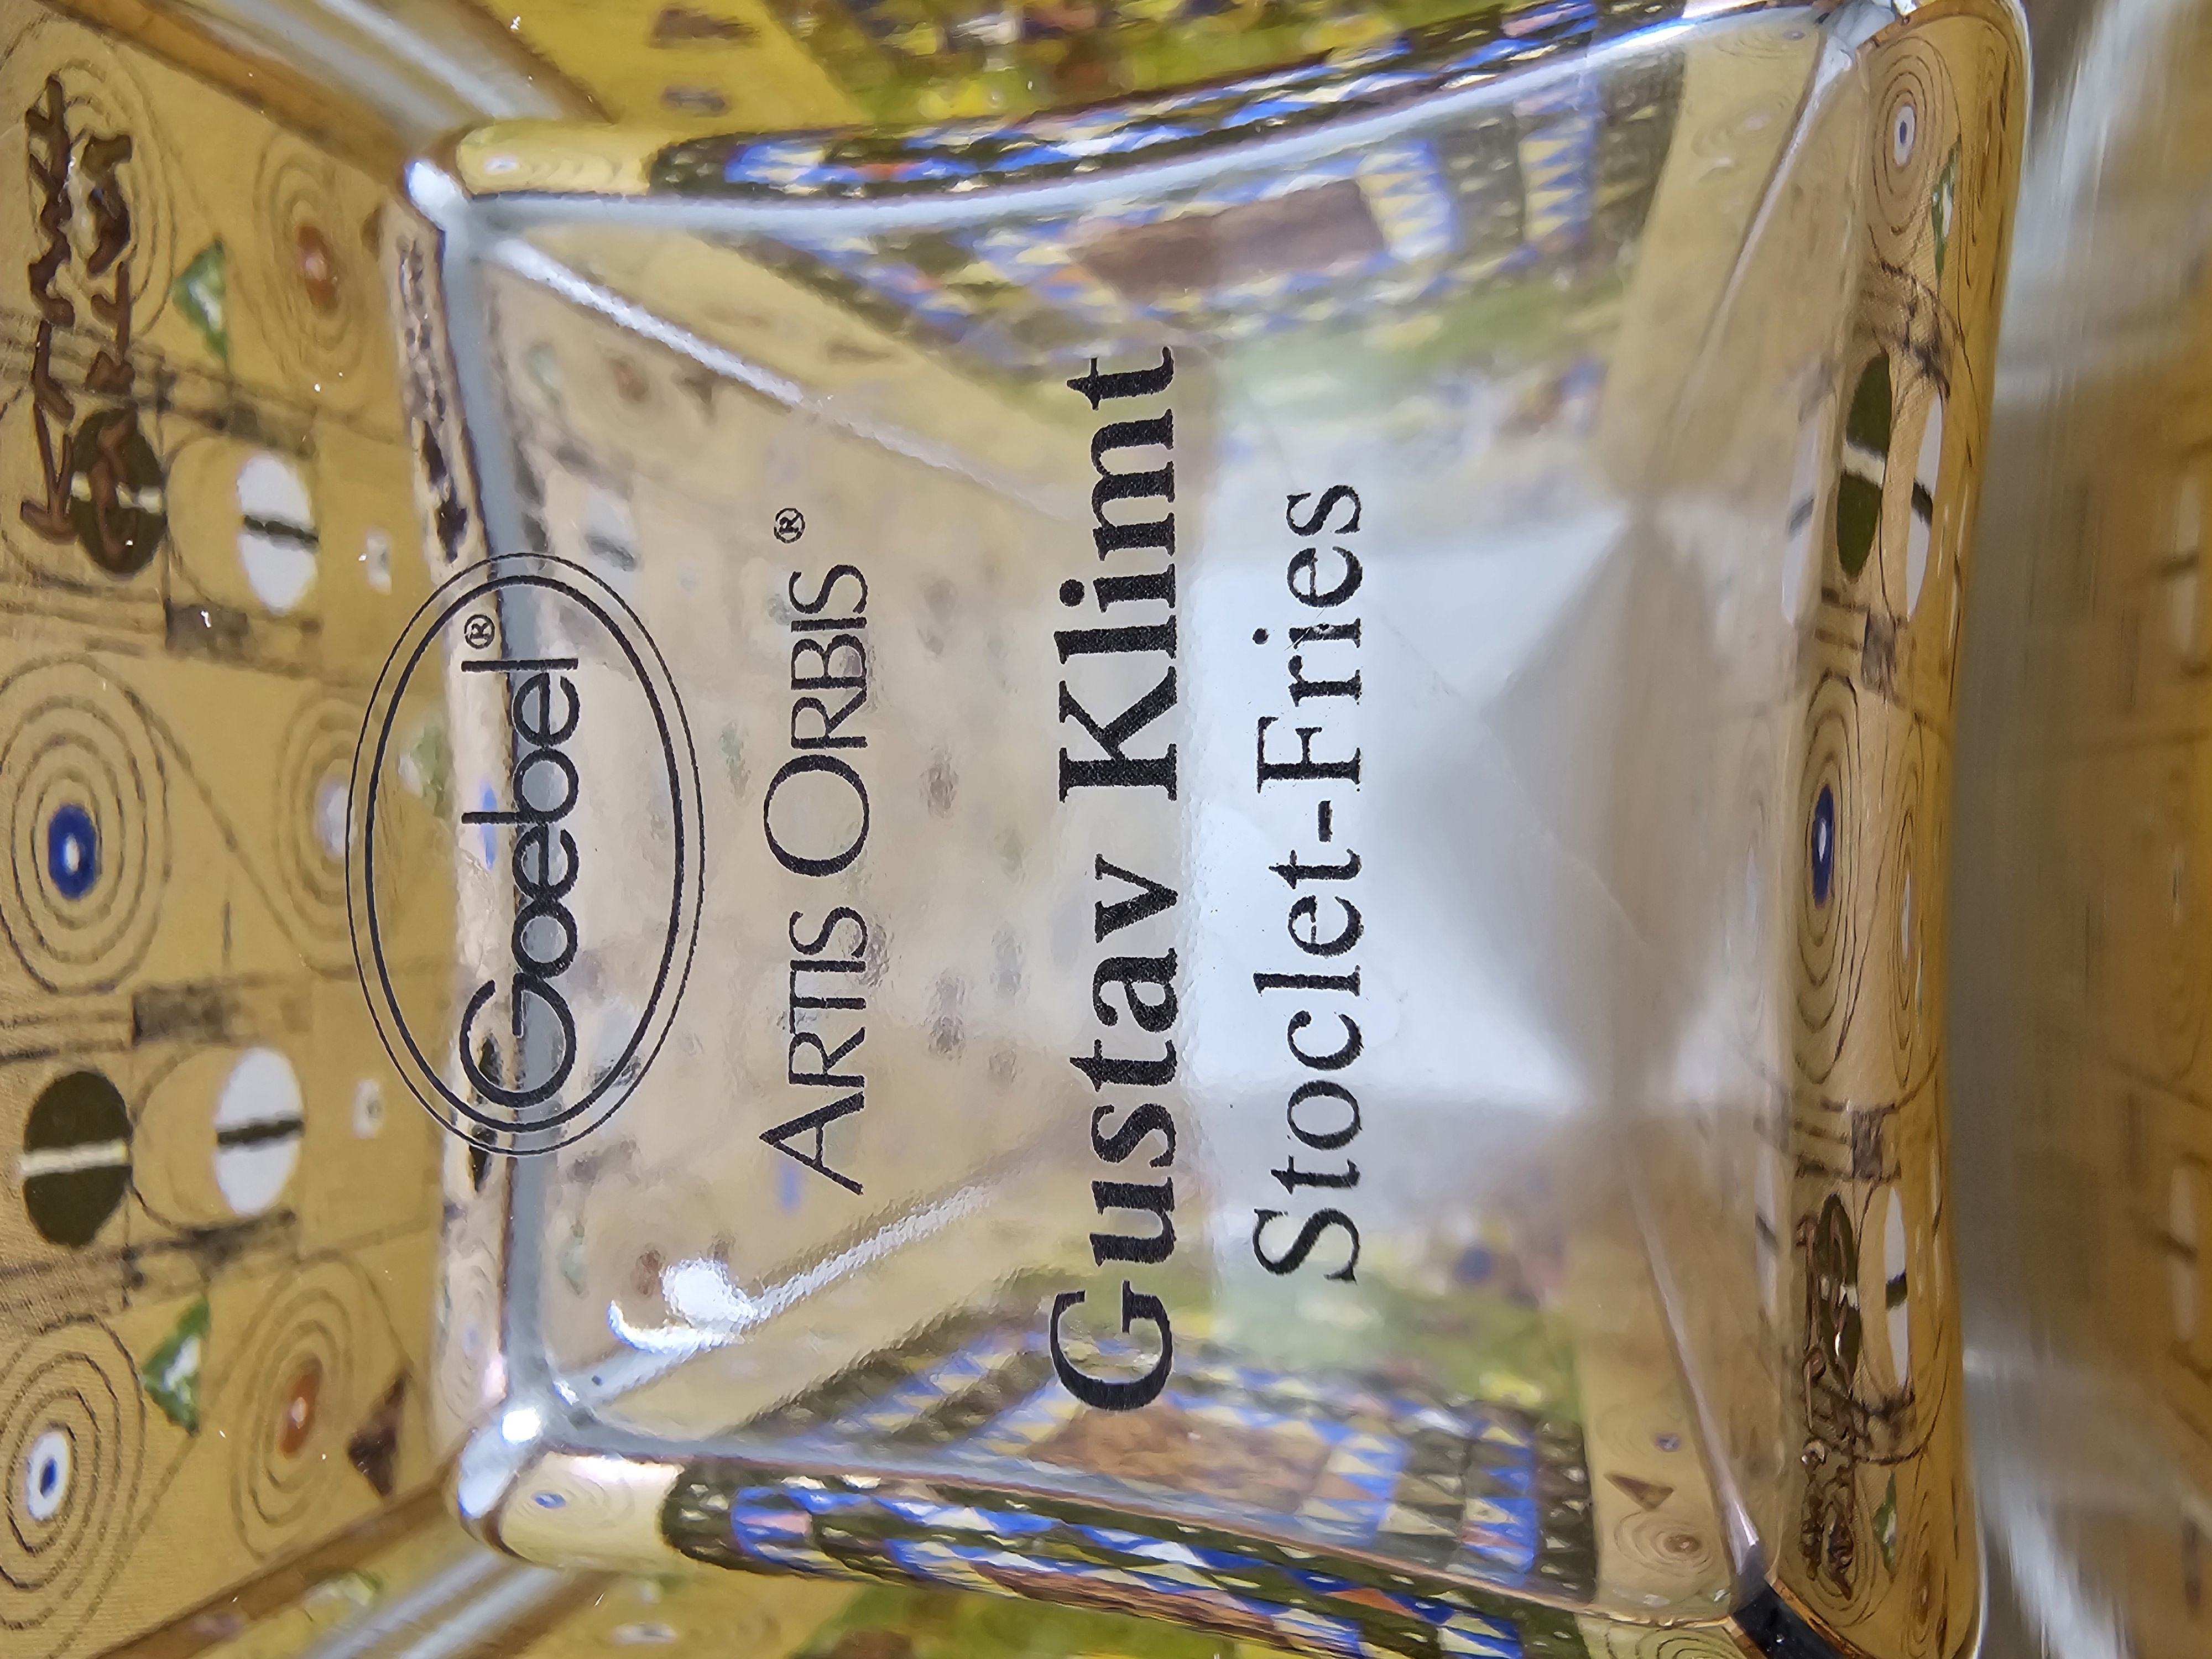 Goebel®
ARTIS ORBIS®
Gustav Klimt
Stoclet-Fries